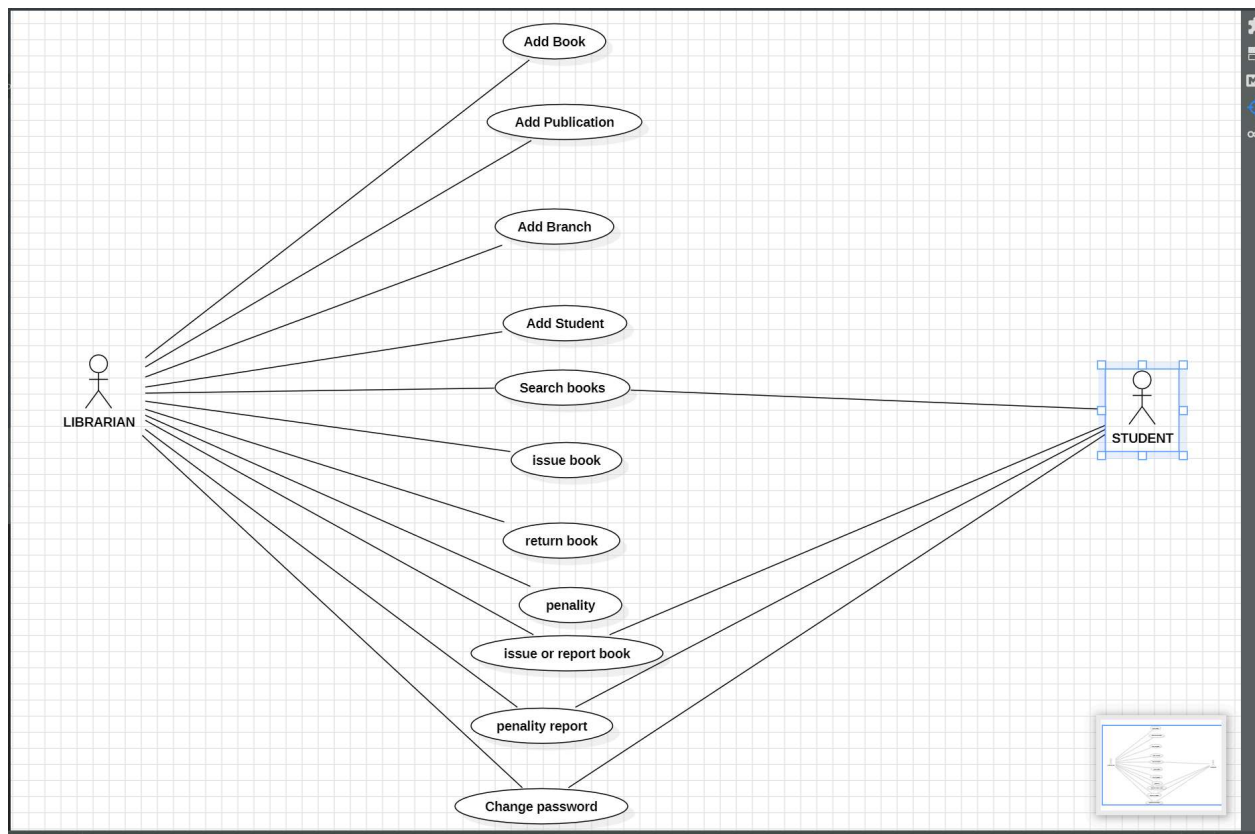 Add Book
Add Publication
Add Branch
Add Student
Search books
LIBRARIAN
STUDENT
issue book
return book
penality
issue or report book
penality report
Change password